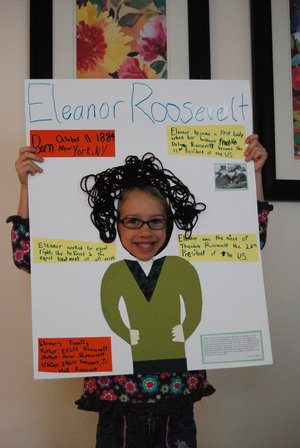 Eleanor Roosevelt
October 11 1884
Born: New York, NY
Eleanor became a First Lady
when her husband Franklin
Delano Roosevelt became the
32nd President of the US.
Eleanor worked for equal
rights. She believed in the
equal treatment of all people.
Eleanor was the niece of
Theodore Roosevelt the 26th
President of the US.
Eleanor's Family
Father: Elliott Roosevelt
Mother: Anna Roosevelt
Siblings: Elliott Roosevelt, Jr
Hall Roosevelt